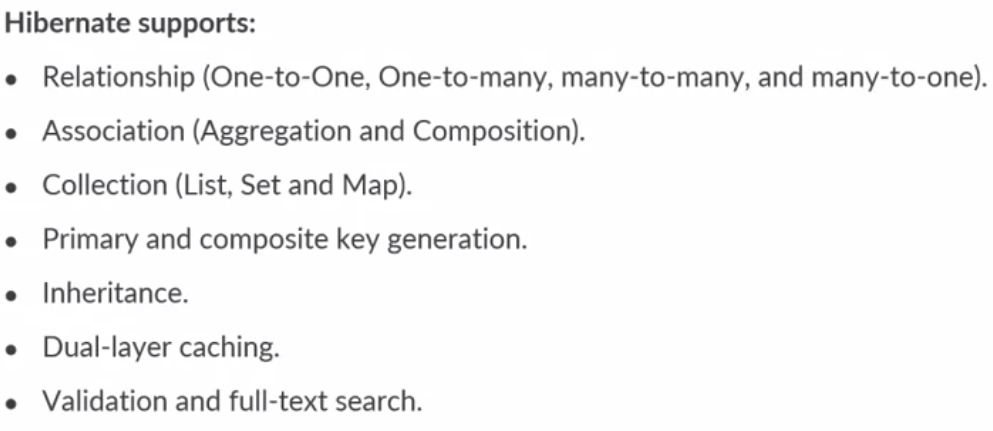 Hibernate supports:
• Relationship (One-to-One, One-to-many, many-to-many, and many-to-one).
• Association (Aggregation and Composition).
• Collection (List, Set and Map).
• Primary and composite key generation.
• Inheritance.
• Dual-layer caching.
• Validation and full-text search.